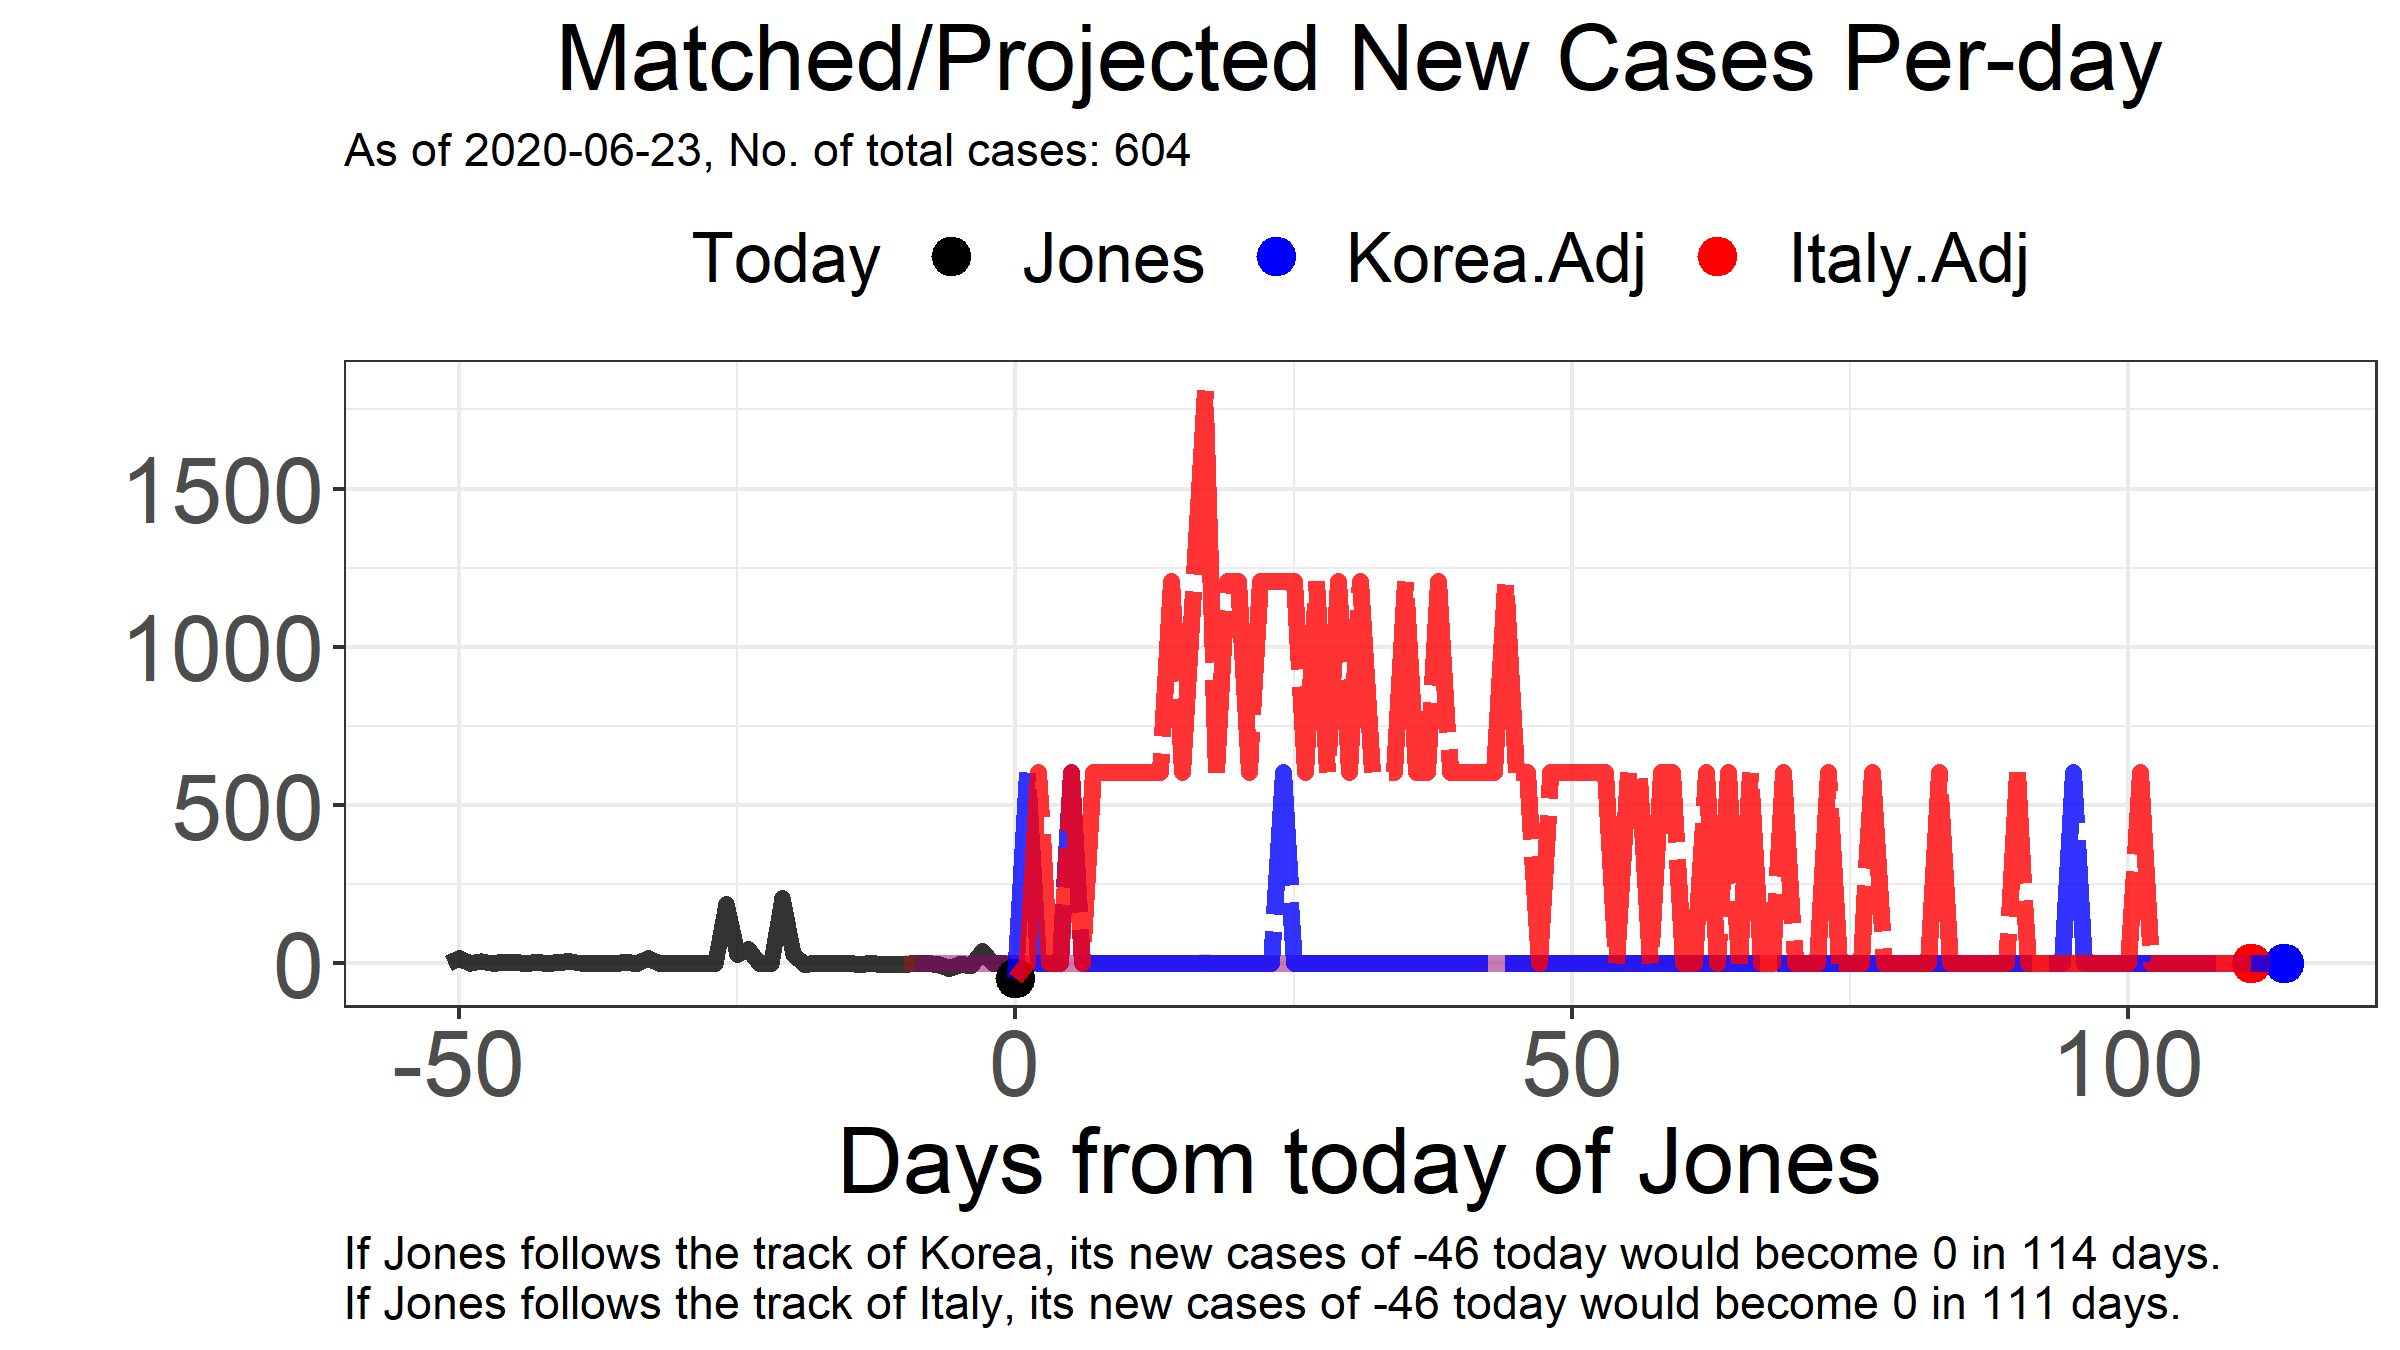 Matched/Projected New Cases Per-day
As of 2020-06-23, No. of total cases: 604
Today Jones Korea.Adj Italy.Adj
1500
1000
500
0
-50 0 50 100
Days from today of Jones
If Jones follows the track of Korea, its new cases of -46 today would become 0 in 114 days.
If Jones follows the track of Italy, its new cases of -46 today would become 0 in 111 days.